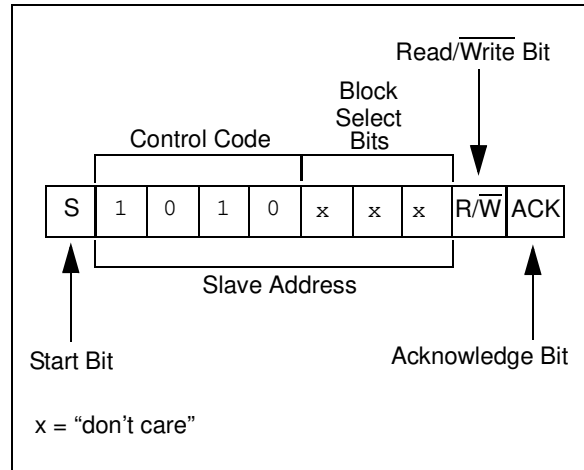 Read/Write Bit
Block
Select
Bits
Control Code
S 1 0 1 0 x x x R/W ACK
Slave Address
Start Bit
Acknowledge Bit
x = “don’t care”